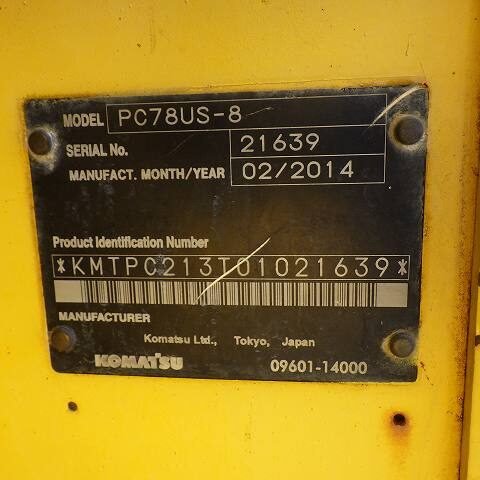 MODEL PC78US-8
SERIAL No. 21639
MANUFACT. MONTH/YEAR 02/2014
Product Identification Number
*KMTPC213T01021639*
MANUFACTURER
Komatsu Ltd., Tokyo, Japan
KOMATSU 09601-14000